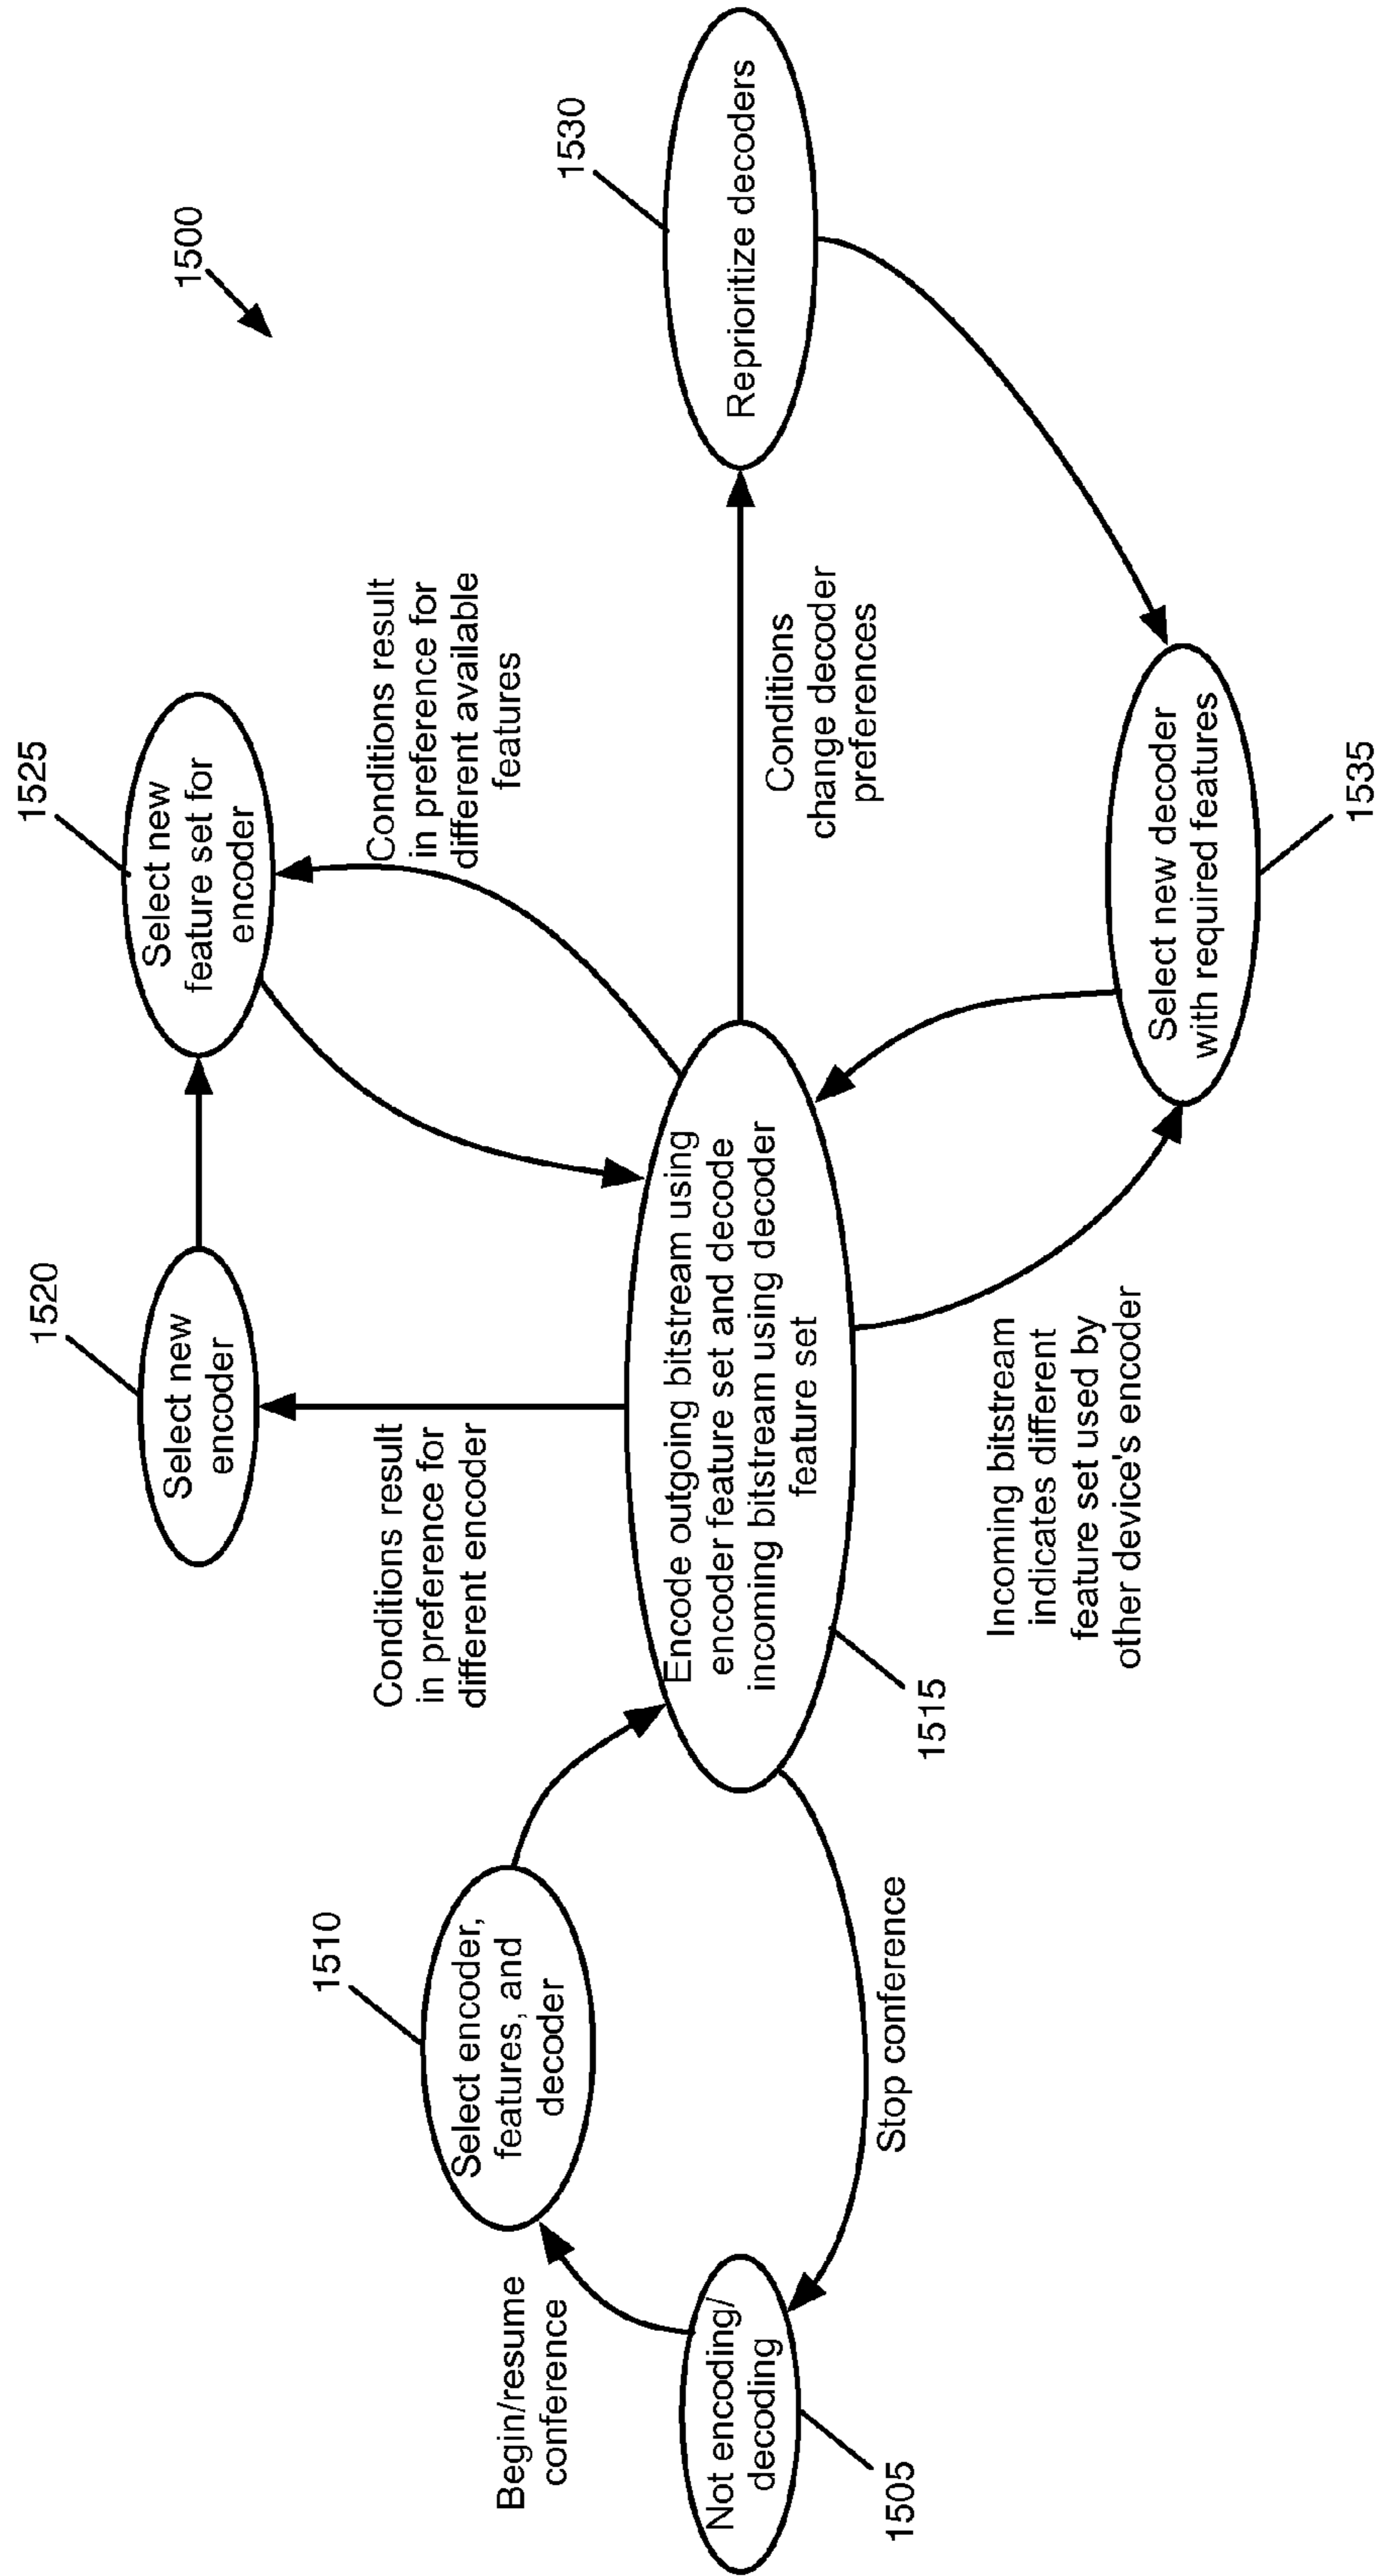 1500
1520
Select new
encoder
1525
Select new
feature set for
encoder
Conditions result
in preference for
different encoder
Conditions result
in preference for
different available
features
1510
Select encoder,
features, and
decoder
Begin/resume
conference
Not encoding/
decoding
1505
Stop conference
Encode outgoing bitstream using
encoder feature set and decode
incoming bitstream using decoder
feature set
1515
Conditions
change decoder
preferences
1530
Reprioritize decoders
Incoming bitstream
indicates different
feature set used by
other device's encoder
Select new decoder
with required features
1535